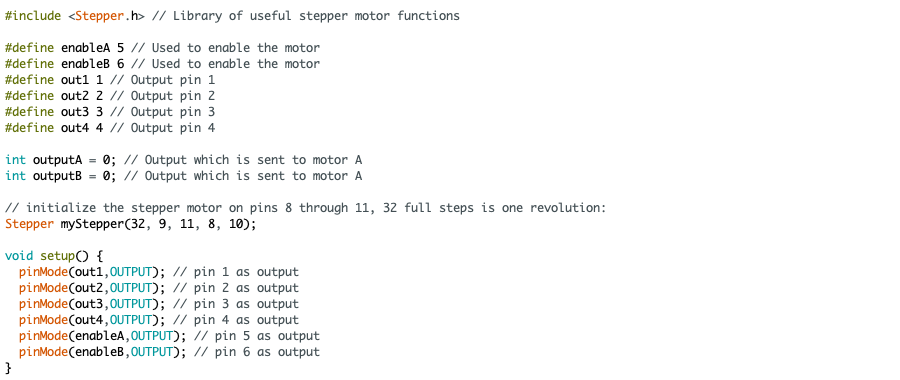 #include <Stepper.h> // Library of useful stepper motor functions
#define enableA 5 // Used to enable the motor
#define enableB 6 // Used to enable the motor
#define out1 1 // Output pin 1
#define out2 2 // Output pin 2
#define out3 3 // Output pin 3
#define out4 4 // Output pin 4
int outputA = 0; // Output which is sent to motor A
int outputB = 0; // Output which is sent to motor A
// initialize the stepper motor on pins 8 through 11, 32 full steps is one revolution:
Stepper myStepper(32, 9, 11, 8, 10);
void setup() {
  pinMode(out1,OUTPUT); // pin 1 as output
  pinMode(out2,OUTPUT); // pin 2 as output
  pinMode(out3,OUTPUT); // pin 3 as output
  pinMode(out4,OUTPUT); // pin 4 as output
  pinMode(enableA,OUTPUT); // pin 5 as output
  pinMode(enableB,OUTPUT); // pin 6 as output
}